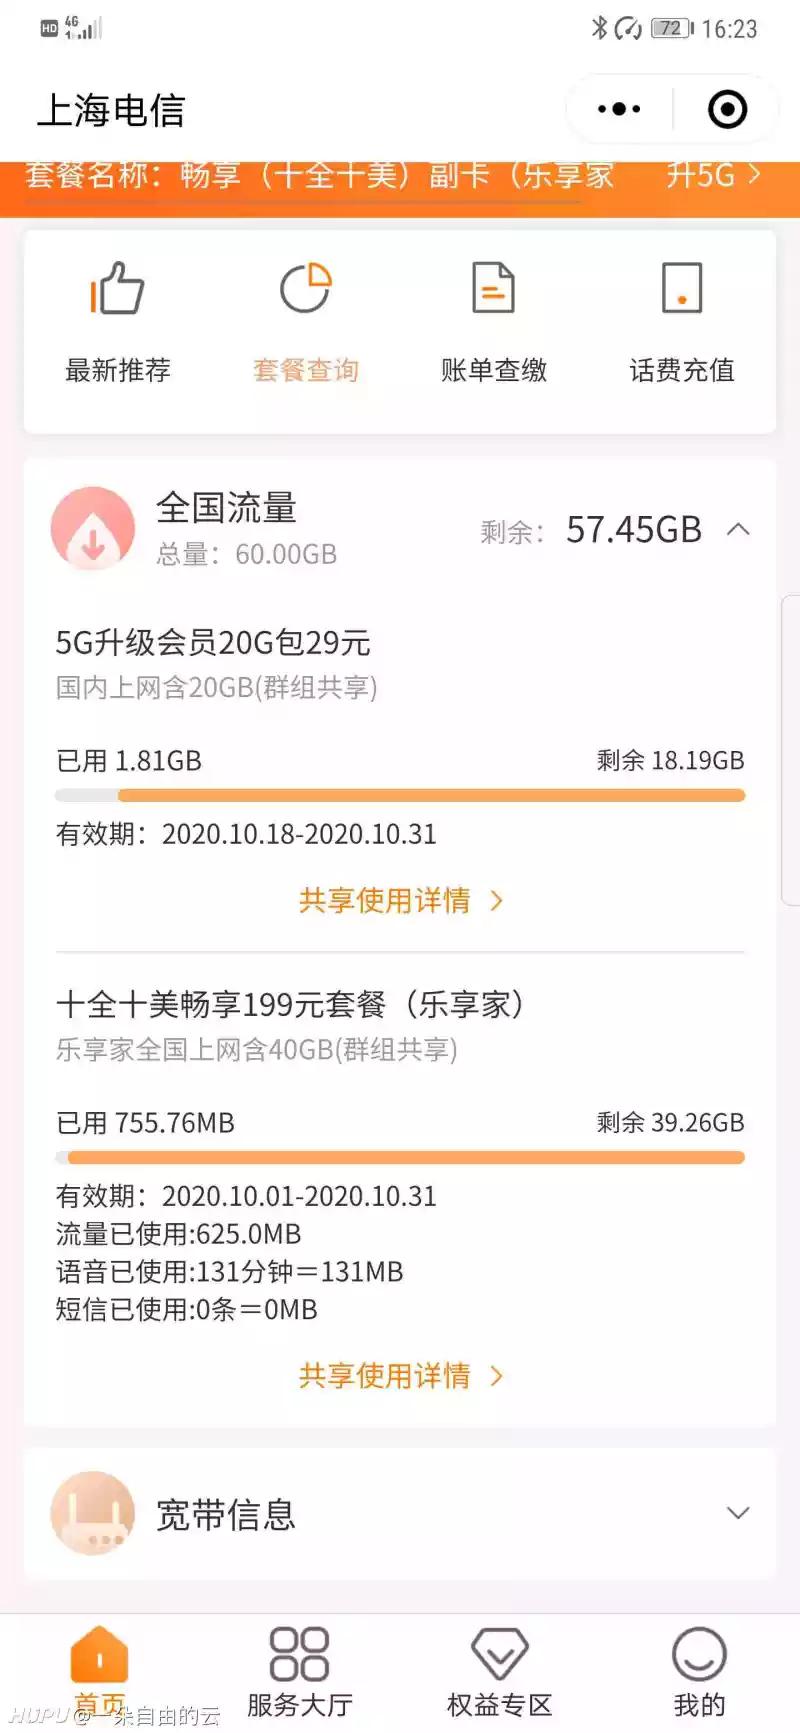 HD 4G 72 16:23
上海电信
套餐名称：畅享（十全十美）副卡（乐享家 升5G
最新推荐 套餐查询 账单查缴 话费充值
全国流量
总量：60.00GB
剩余：57.45GB
5G升级会员20G包29元
国内上网含20GB(群组共享)
已用 1.81GB 剩余 18.19GB
有效期：2020.10.18-2020.10.31
共享使用详情
十全十美畅享199元套餐（乐享家）
乐享家全国上网含40GB(群组共享)
已用 755.76MB 剩余 39.26GB
有效期：2020.10.01-2020.10.31
流量已使用:625.0MB
语音已使用:131分钟＝131MB
短信已使用:0条＝0MB
共享使用详情
宽带信息
首页 服务大厅 权益专区 我的
HUPU@一朵自由的云